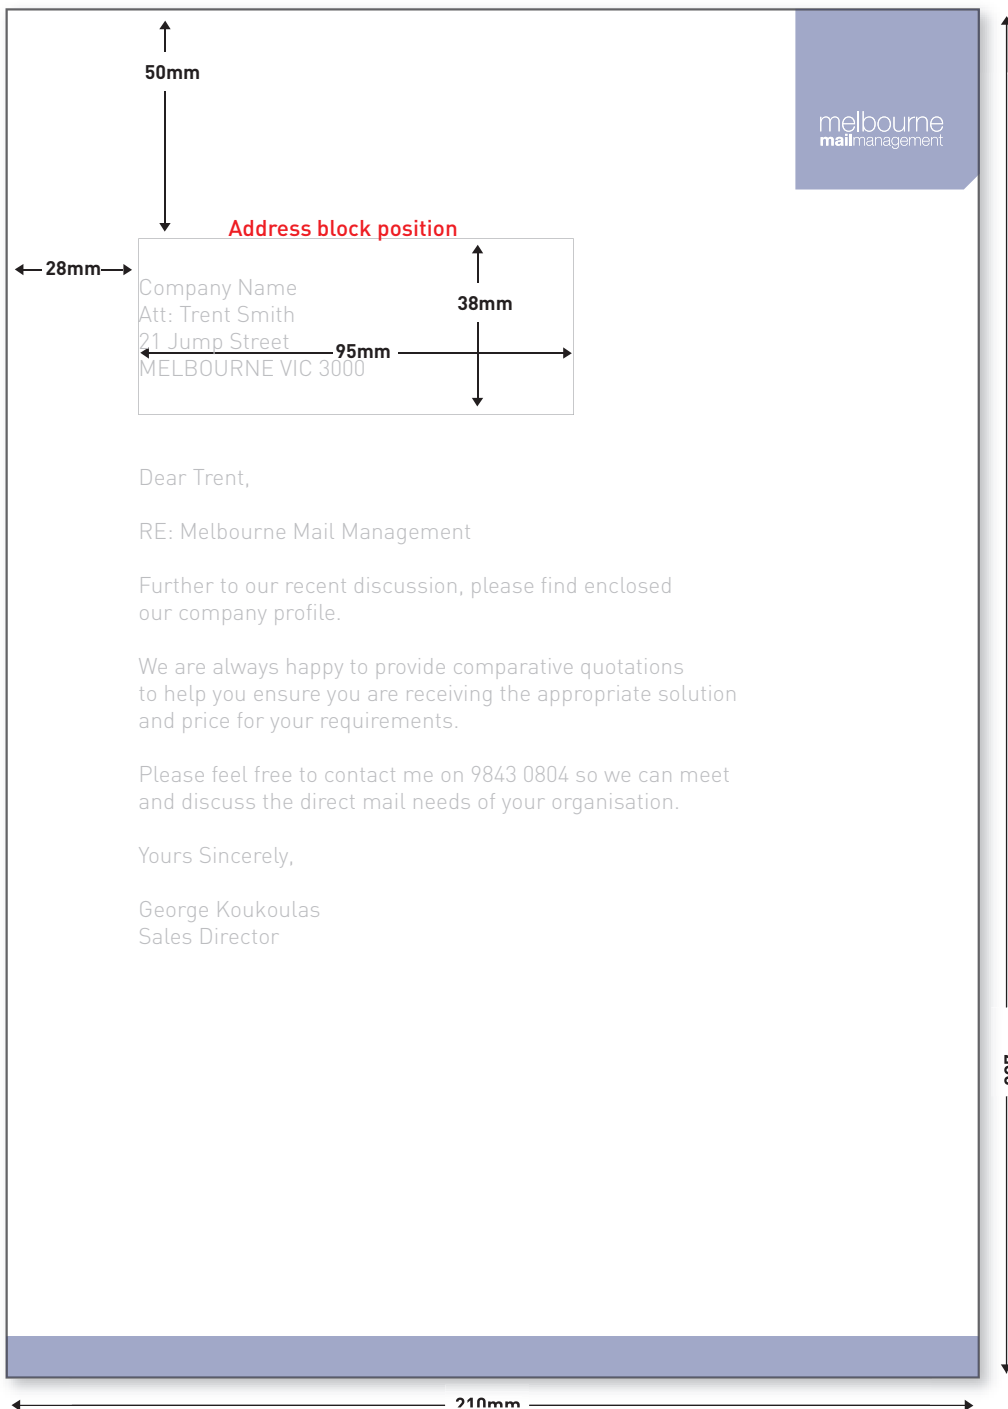 50mm
melbourne
mailmanagement
Address block position
28mm
Company Name
38mm
Att: Trent Smith
21 Jump Street
95mm
MELBOURNE VIC 3000
Dear Trent,
RE: Melbourne Mail Management
Further to our recent discussion, please find enclosed
our company profile.
We are always happy to provide comparative quotations
to help you ensure you are receiving the appropriate solution
and price for your requirements.
Please feel free to contact me on 9843 0804 so we can meet
and discuss the direct mail needs of your organisation.
Yours Sincerely,
George Koukoulas
Sales Director
210mm